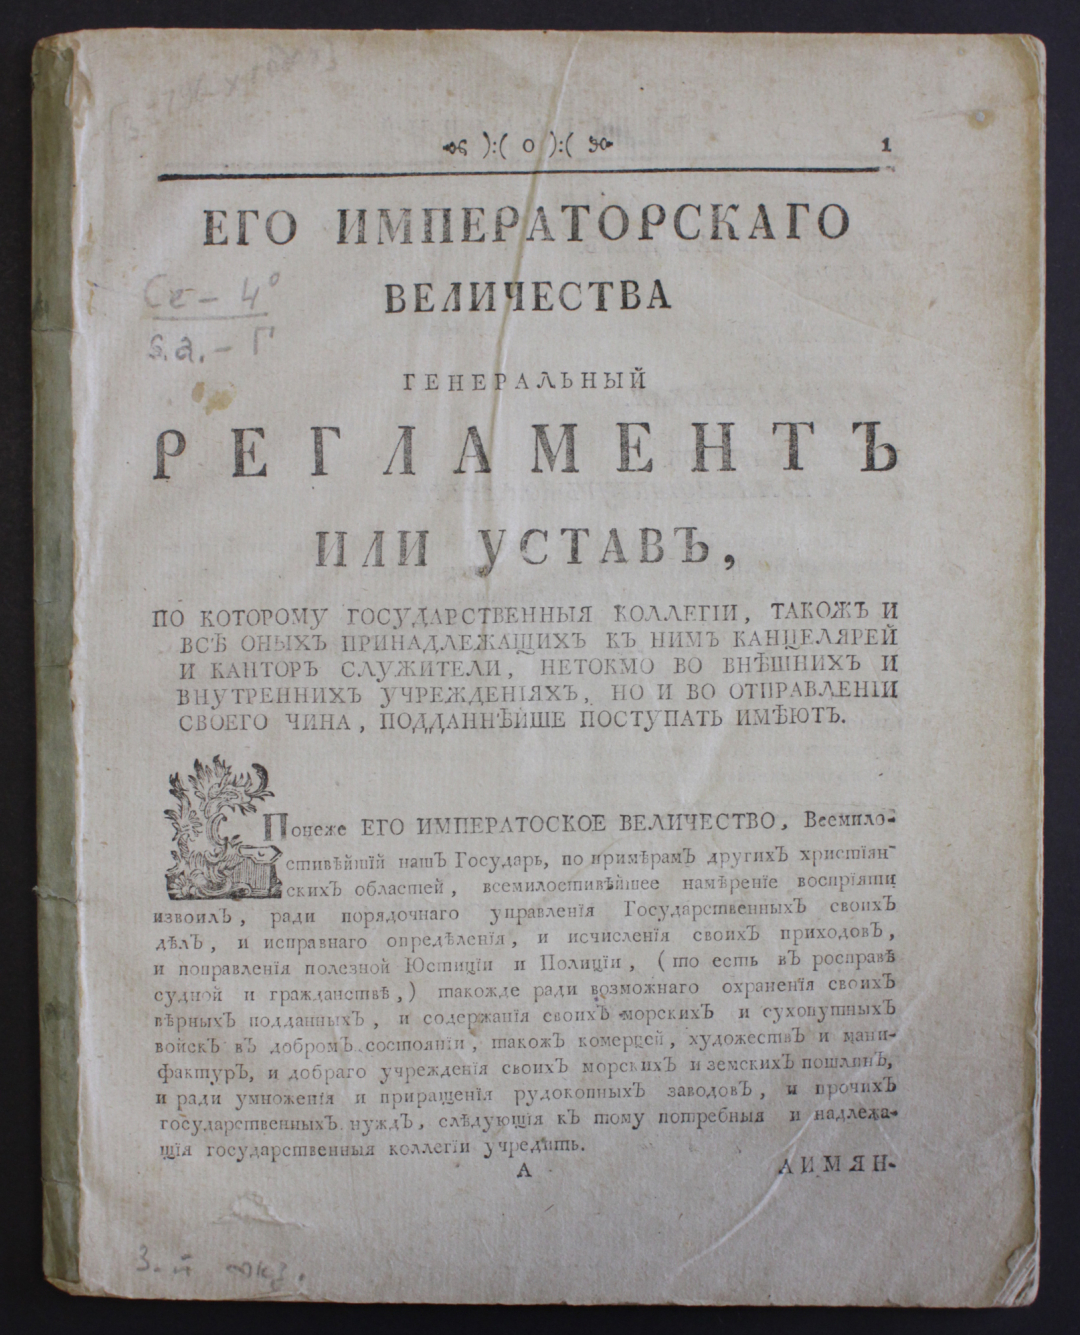 ):( 0 ):( 1
ЕГО ИМПЕРАТОРСКАГО
ВЕЛИЧЕСТВА
Се – 4°
s.a. – Г
ГЕНЕРАЛЬНЫЙ
РЕГЛАМЕНТЪ
ИЛИ УСТАВЪ,
ПО КОТОРОМУ ГОСУДАРСТВЕННЫЯ КОЛЛЕГІИ, ТАКОЖЪ И
ВСѢ ОНЫХЪ ПРИНАДЛЕЖАЩИХЪ КЪ НИМЪ КАНЦЕЛЯРЕЙ
И КАНТОРЪ СЛУЖИТЕЛИ, НЕТОКМО ВО ВНѢШНИХЪ И
ВНУТРЕННИХЪ УЧРЕЖДЕНІЯХЪ, НО И ВО ОТПРАВЛЕНІИ
СВОЕГО ЧИНА, ПОДДАННѢЙШЕ ПОСТУПАТЬ ИМѢЮТЪ.
Понеже ЕГО ИМПЕРАТОСКОЕ ВЕЛИЧЕСТВО, Всемило-
стивѣйшій нашЪ Государь, по примѣрамЪ другихЪ христіян-
скихЪ областей, всемилостивѣйшее намѣреніе воспріяти
извоилЪ, ради порядочнаго управленія ГосударственныхЪ своихЪ
дѣлЪ, и исправнаго опредѣленія, и исчисленія своихЪ приходовЪ,
и поправленія полезной Юстиціи и Полиціи, (то есть вЪ росправѣ
судной и гражданствѣ,) такожде ради возможнаго охраненія своихЪ
вѣрныхЪ подданныхЪ, и содержанія своихЪ морскихЪ и сухопутныхЪ
войскЪ вЪ добромЪ состояніи, такожЪ комерцей, художествЪ и мани-
фактурЪ, и добраго учрежденія своихЪ морскихЪ и земскихЪ пошлинЪ,
и ради умноженія и приращенія рудокопныхЪ заводовЪ, и прочихЪ
государственныхЪ нуждЪ, слѣдующія кЪ тому потребныя и надлежа-
щія государственныя коллегіи учредить.
А АИМЯН-